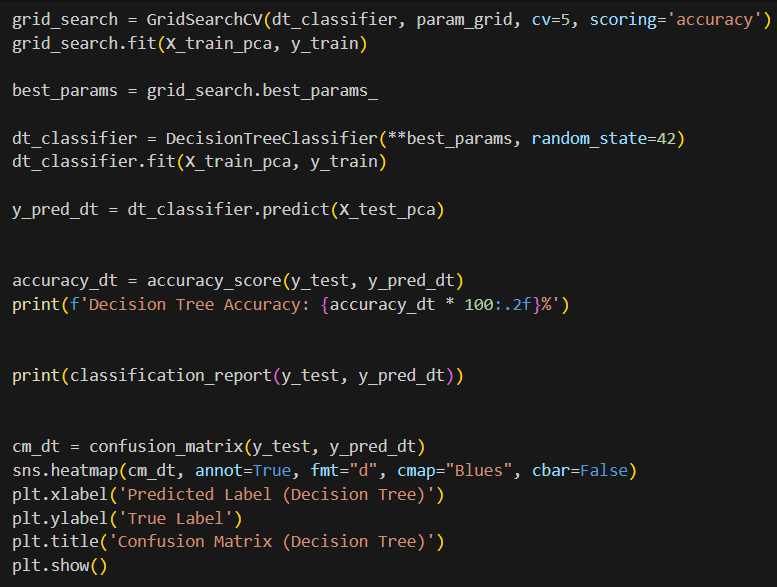 grid_search = GridSearchCV(dt_classifier, param_grid, cv=5, scoring='accuracy')
grid_search.fit(X_train_pca, y_train)
best_params = grid_search.best_params_
dt_classifier = DecisionTreeClassifier(**best_params, random_state=42)
dt_classifier.fit(X_train_pca, y_train)
y_pred_dt = dt_classifier.predict(X_test_pca)
accuracy_dt = accuracy_score(y_test, y_pred_dt)
print(f'Decision Tree Accuracy: {accuracy_dt * 100:.2f}%')
print(classification_report(y_test, y_pred_dt))
cm_dt = confusion_matrix(y_test, y_pred_dt)
sns.heatmap(cm_dt, annot=True, fmt="d", cmap="Blues", cbar=False)
plt.xlabel('Predicted Label (Decision Tree)')
plt.ylabel('True Label')
plt.title('Confusion Matrix (Decision Tree)')
plt.show()